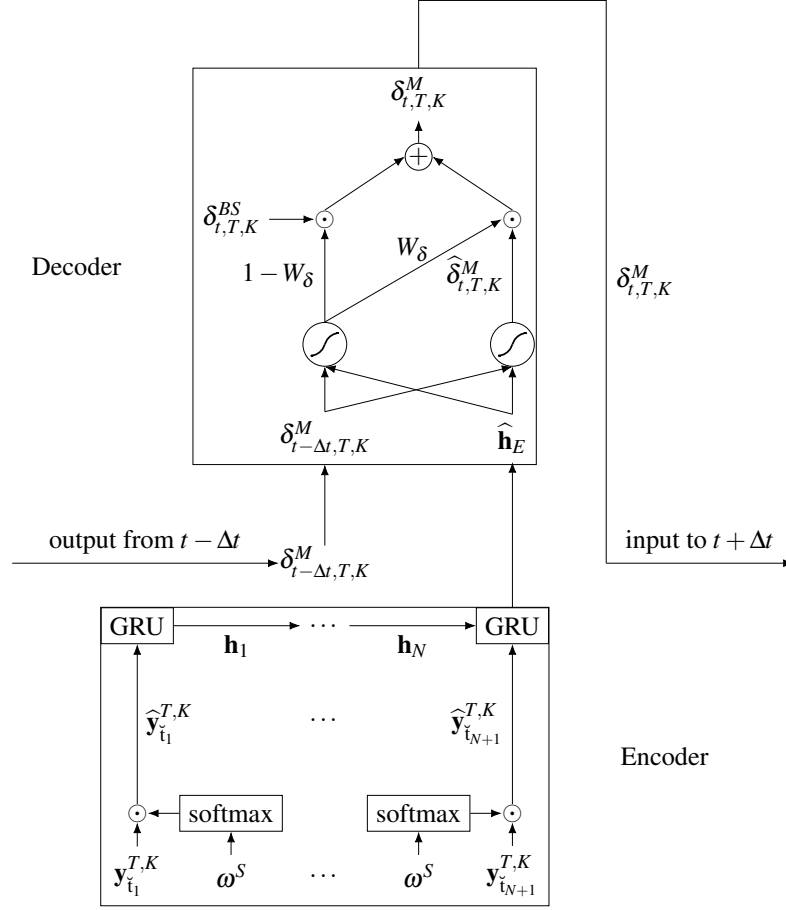 δ^M_{t,T,K}
+
δ^{BS}_{t,T,K}
W_δ
1 − W_δ
δ̂^M_{t,T,K}
Decoder
δ^M_{t,T,K}
δ^M_{t−Δt,T,K}
ĥ_E
output from t − Δt
δ^M_{t−Δt,T,K}
input to t + Δt
GRU
h_1
···
h_N
GRU
ŷ^{T,K}_{ť_1}
···
ŷ^{T,K}_{ť_{N+1}}
Encoder
softmax
softmax
y^{T,K}_{ť_1}
ω^S
···
ω^S
y^{T,K}_{ť_{N+1}}